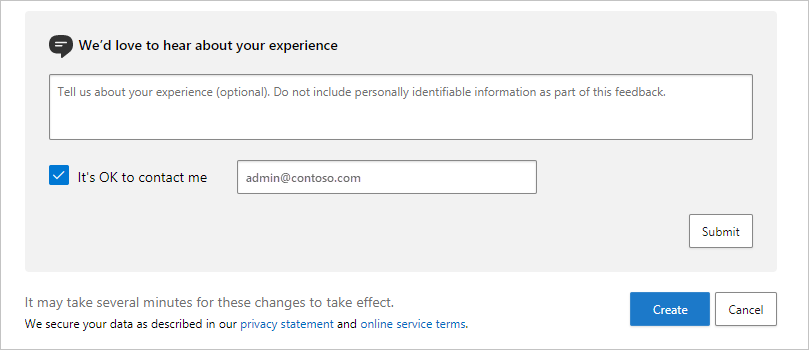 We'd love to hear about your experience
Tell us about your experience (optional). Do not include personally identifiable information as part of this feedback.
It's OK to contact me
admin@contoso.com
Submit
It may take several minutes for these changes to take effect.
We secure your data as described in our privacy statement and online service terms.
Create
Cancel